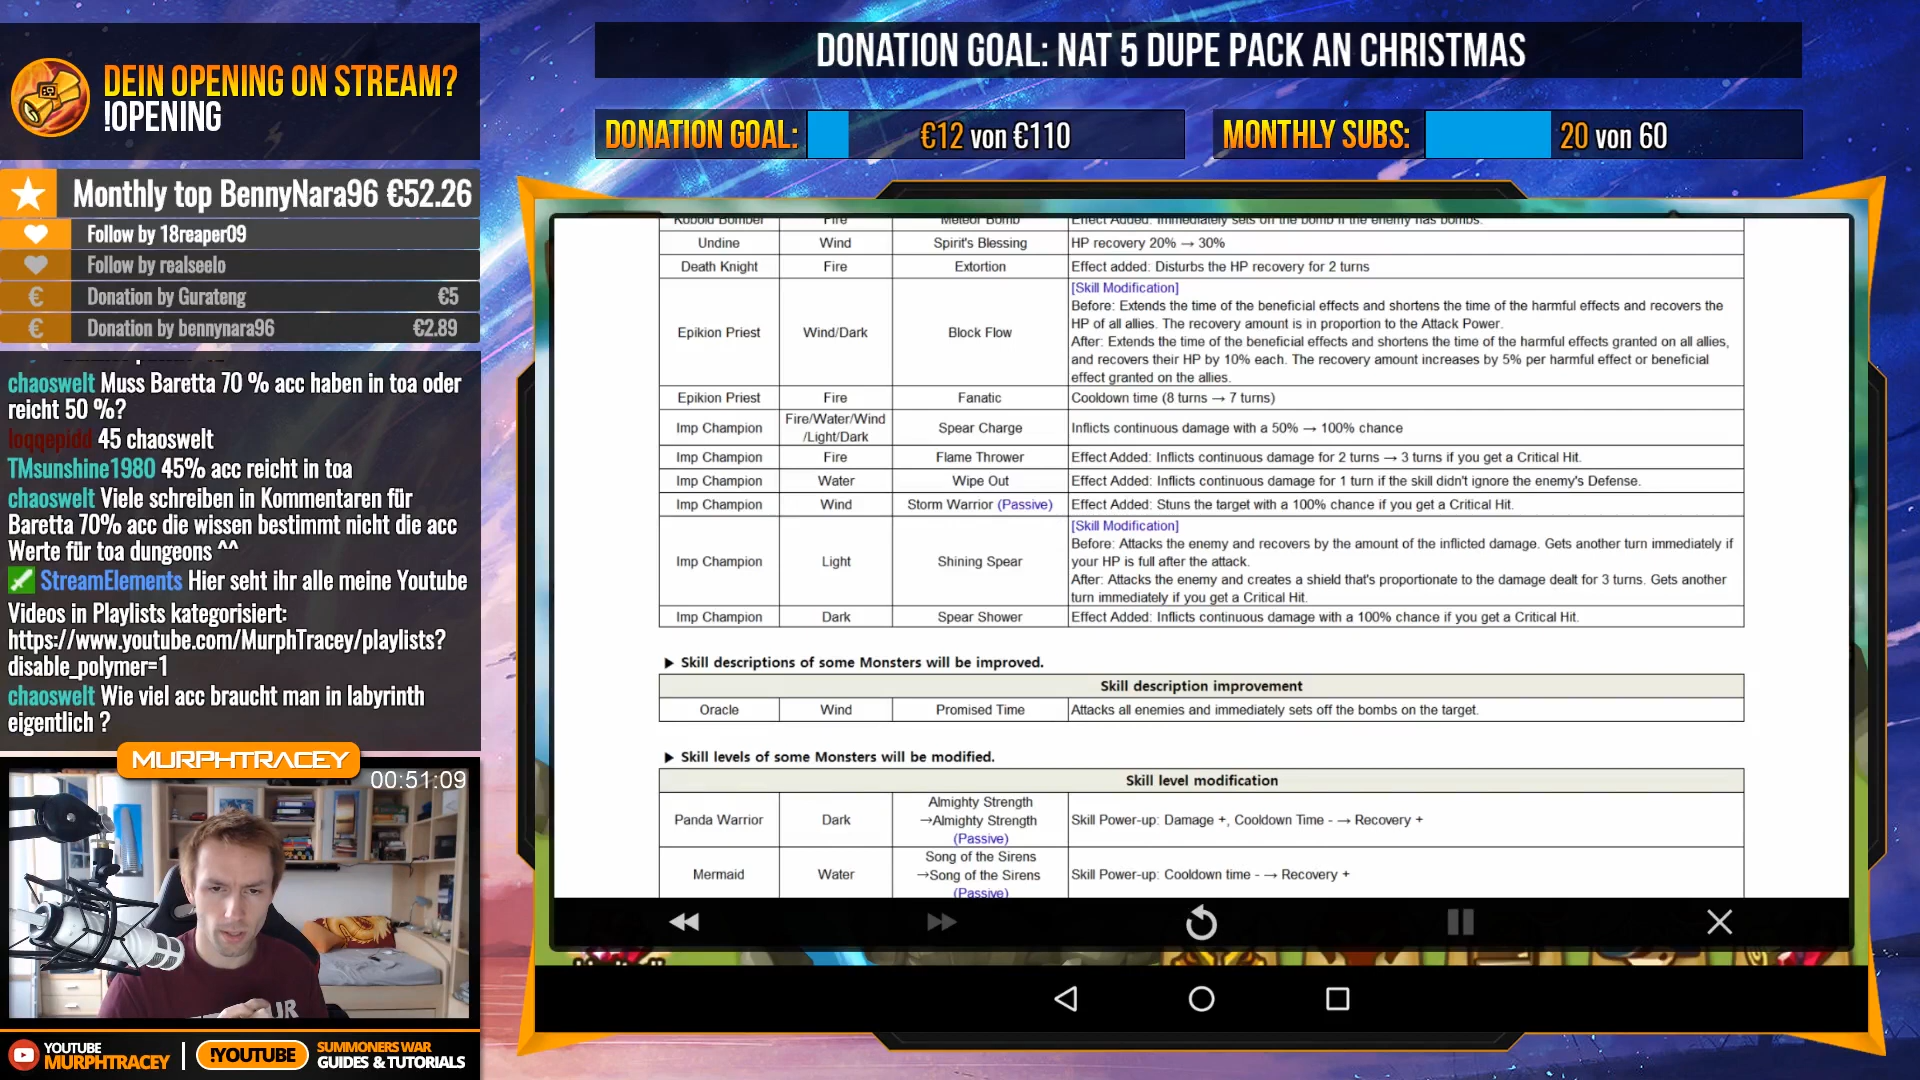 DEIN OPENING ON STREAM?
!OPENING
DONATION GOAL: NAT 5 DUPE PACK AN CHRISTMAS
DONATION GOAL: €12 von €110
MONTHLY SUBS: 20 von 60
Monthly top BennyNara96 €52.26
Follow by 18reaper09
Follow by realseelo
Donation by Gurateng €5
Donation by bennynara96 €2.89
chaoswelt Muss Baretta 70 % acc haben in toa oder
reicht 50 %?
loqqepidd 45 chaoswelt
TMsunshine1980 45% acc reicht in toa
chaoswelt Viele schreiben in Kommentaren für
Baretta 70% acc die wissen bestimmt nicht die acc
Werte für toa dungeons ^^
StreamElements Hier seht ihr alle meine Youtube
Videos in Playlists kategorisiert:
https://www.youtube.com/MurphTracey/playlists?
disable_polymer=1
chaoswelt Wie viel acc braucht man in labyrinth
eigentlich ?
MURPHTRACEY
00:51:09
YOUTUBE
MURPHTRACEY
!YOUTUBE
SUMMONERS WAR
GUIDES & TUTORIALS
Kobold Bomber Fire Meteor Bomb Effect Added: Immediately sets off the bomb if the enemy has bombs.
Undine Wind Spirit's Blessing HP recovery 20% → 30%
Death Knight Fire Extortion Effect added: Disturbs the HP recovery for 2 turns
Epikion Priest Wind/Dark Block Flow
[Skill Modification]
Before: Extends the time of the beneficial effects and shortens the time of the harmful effects and recovers the
HP of all allies. The recovery amount is in proportion to the Attack Power.
After: Extends the time of the beneficial effects and shortens the time of the harmful effects granted on all allies,
and recovers their HP by 10% each. The recovery amount increases by 5% per harmful effect or beneficial
effect granted on the allies.
Epikion Priest Fire Fanatic Cooldown time (8 turns → 7 turns)
Imp Champion Fire/Water/Wind
/Light/Dark Spear Charge Inflicts continuous damage with a 50% → 100% chance
Imp Champion Fire Flame Thrower Effect Added: Inflicts continuous damage for 2 turns → 3 turns if you get a Critical Hit.
Imp Champion Water Wipe Out Effect Added: Inflicts continuous damage for 1 turn if the skill didn't ignore the enemy's Defense.
Imp Champion Wind Storm Warrior (Passive) Effect Added: Stuns the target with a 100% chance if you get a Critical Hit.
Imp Champion Light Shining Spear
[Skill Modification]
Before: Attacks the enemy and recovers by the amount of the inflicted damage. Gets another turn immediately if
your HP is full after the attack.
After: Attacks the enemy and creates a shield that's proportionate to the damage dealt for 3 turns. Gets another
turn immediately if you get a Critical Hit.
Imp Champion Dark Spear Shower Effect Added: Inflicts continuous damage with a 100% chance if you get a Critical Hit.
▶ Skill descriptions of some Monsters will be improved.
Skill description improvement
Oracle Wind Promised Time Attacks all enemies and immediately sets off the bombs on the target.
▶ Skill levels of some Monsters will be modified.
Skill level modification
Panda Warrior Dark Almighty Strength
→Almighty Strength
(Passive) Skill Power-up: Damage +, Cooldown Time - → Recovery +
Mermaid Water Song of the Sirens
→Song of the Sirens
(Passive) Skill Power-up: Cooldown time - → Recovery +